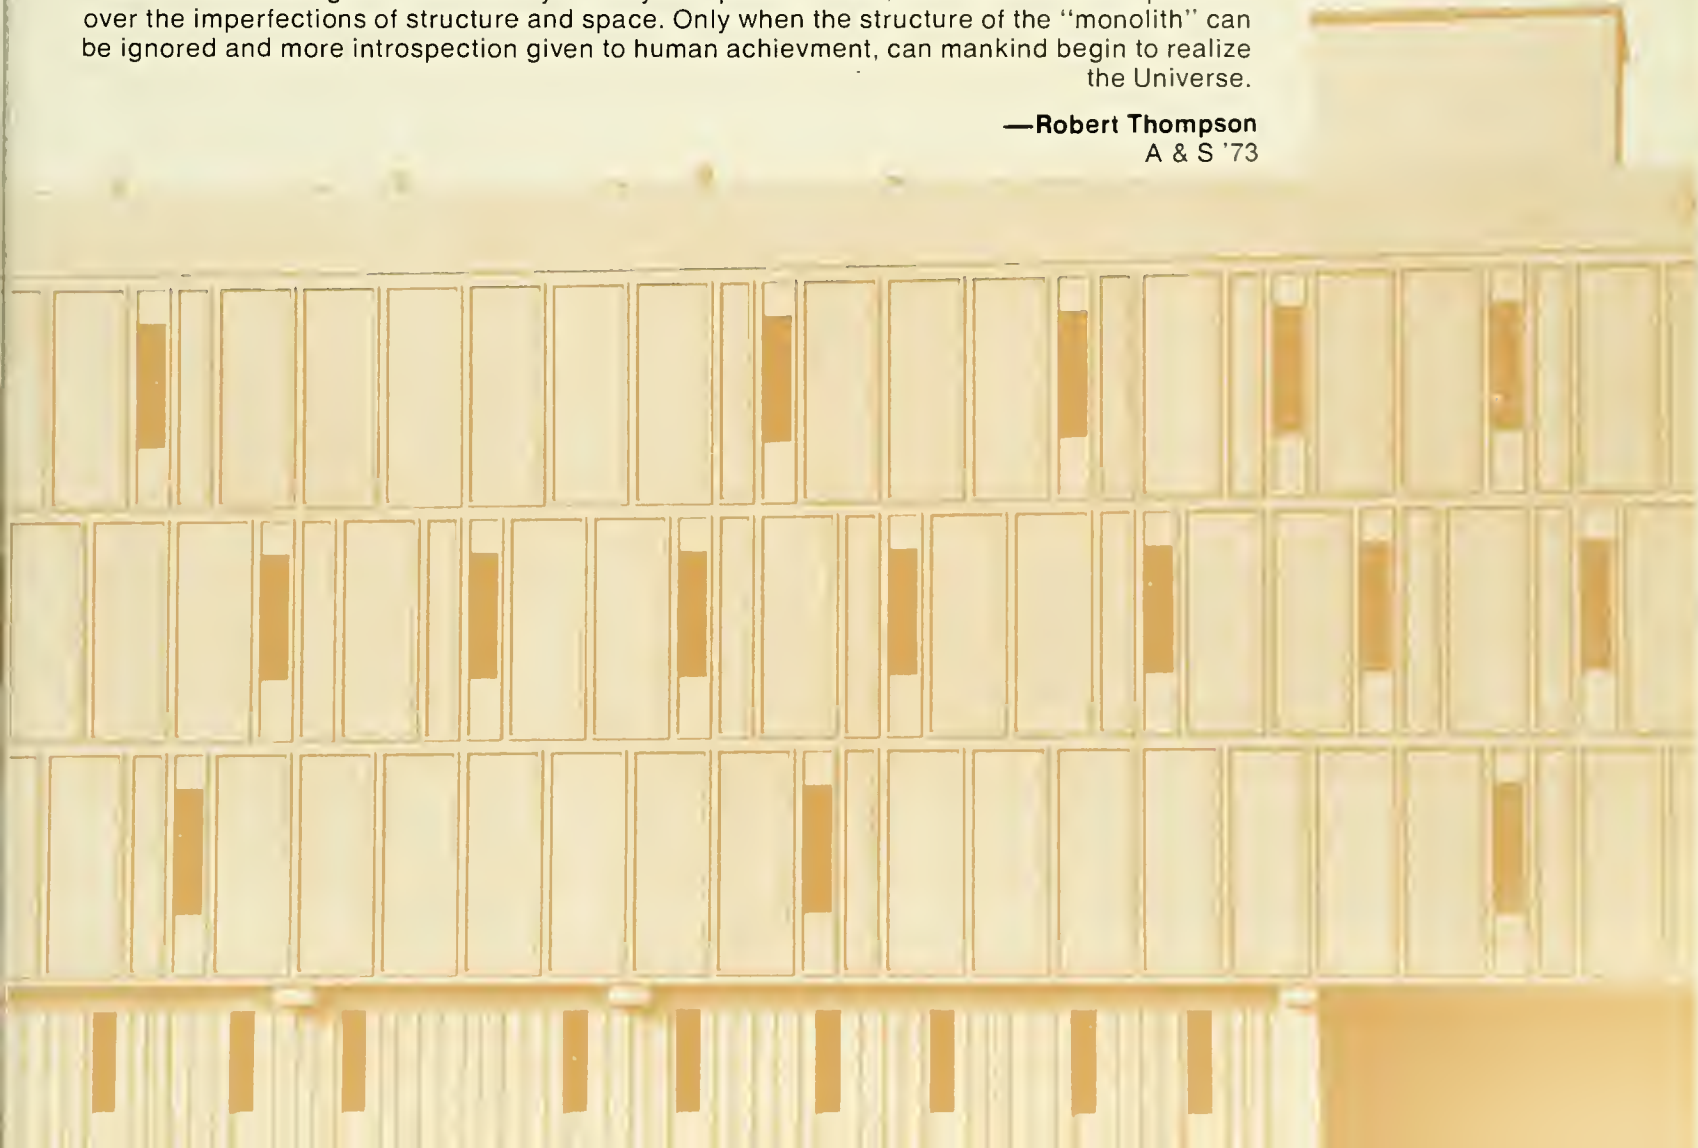 over the imperfections of structure and space. Only when the structure of the “monolith” can
be ignored and more introspection given to human achievment, can mankind begin to realize
the Universe.
—Robert Thompson
A & S ’73